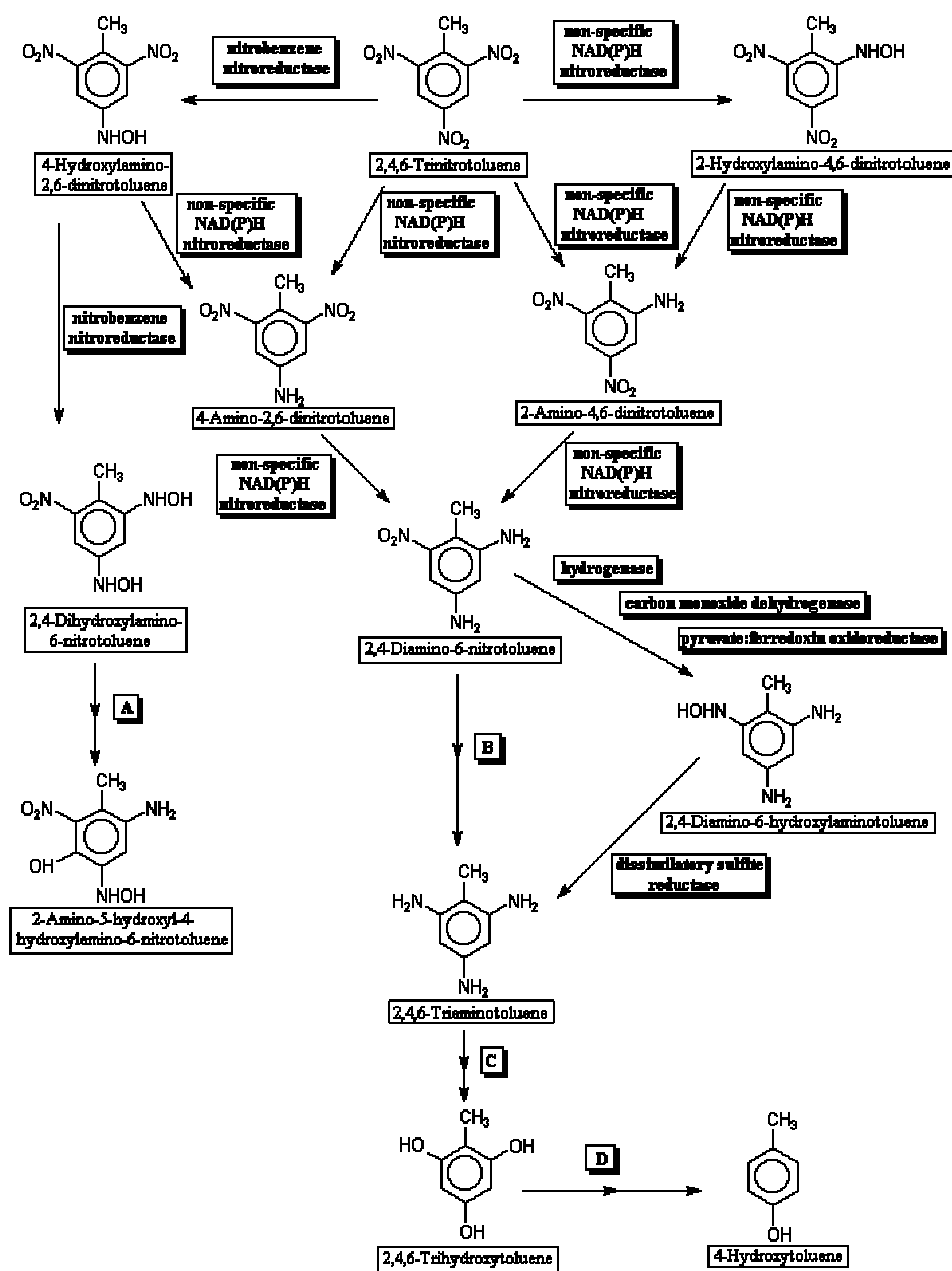 CH3
O2N
NO2
NHOH
4-Hydroxylamino-
2,6-dinitrotoluene
nitrobenzene
nitroreductase
CH3
O2N
NO2
NO2
2,4,6-Trinitrotoluene
non-specific
NAD(P)H
nitroreductase
CH3
O2N
NHOH
NO2
2-Hydroxylamino-4,6-dinitrotoluene
non-specific
NAD(P)H
nitroreductase
non-specific
NAD(P)H
nitroreductase
non-specific
NAD(P)H
nitroreductase
non-specific
NAD(P)H
nitroreductase
nitrobenzene
nitroreductase
CH3
O2N
NO2
NH2
4-Amino-2,6-dinitrotoluene
CH3
O2N
NH2
NO2
2-Amino-4,6-dinitrotoluene
non-specific
NAD(P)H
nitroreductase
non-specific
NAD(P)H
nitroreductase
CH3
O2N
NHOH
NHOH
2,4-Dihydroxylamino-
6-nitrotoluene
CH3
O2N
NH2
NH2
2,4-Diamino-6-nitrotoluene
hydrogenase
carbon monoxide dehydrogenase
pyruvate:ferredoxin oxidoreductase
A
B
CH3
HOHN
NH2
NH2
2,4-Diamino-6-hydroxylaminotoluene
CH3
O2N
NH2
OH
NHOH
2-Amino-5-hydroxyl-4-
hydroxylamino-6-nitrotoluene
dissimilatory sulfite
reductase
CH3
H2N
NH2
NH2
2,4,6-Triaminotoluene
C
CH3
HO
OH
OH
2,4,6-Trihydroxytoluene
D
CH3
OH
4-Hydroxytoluene